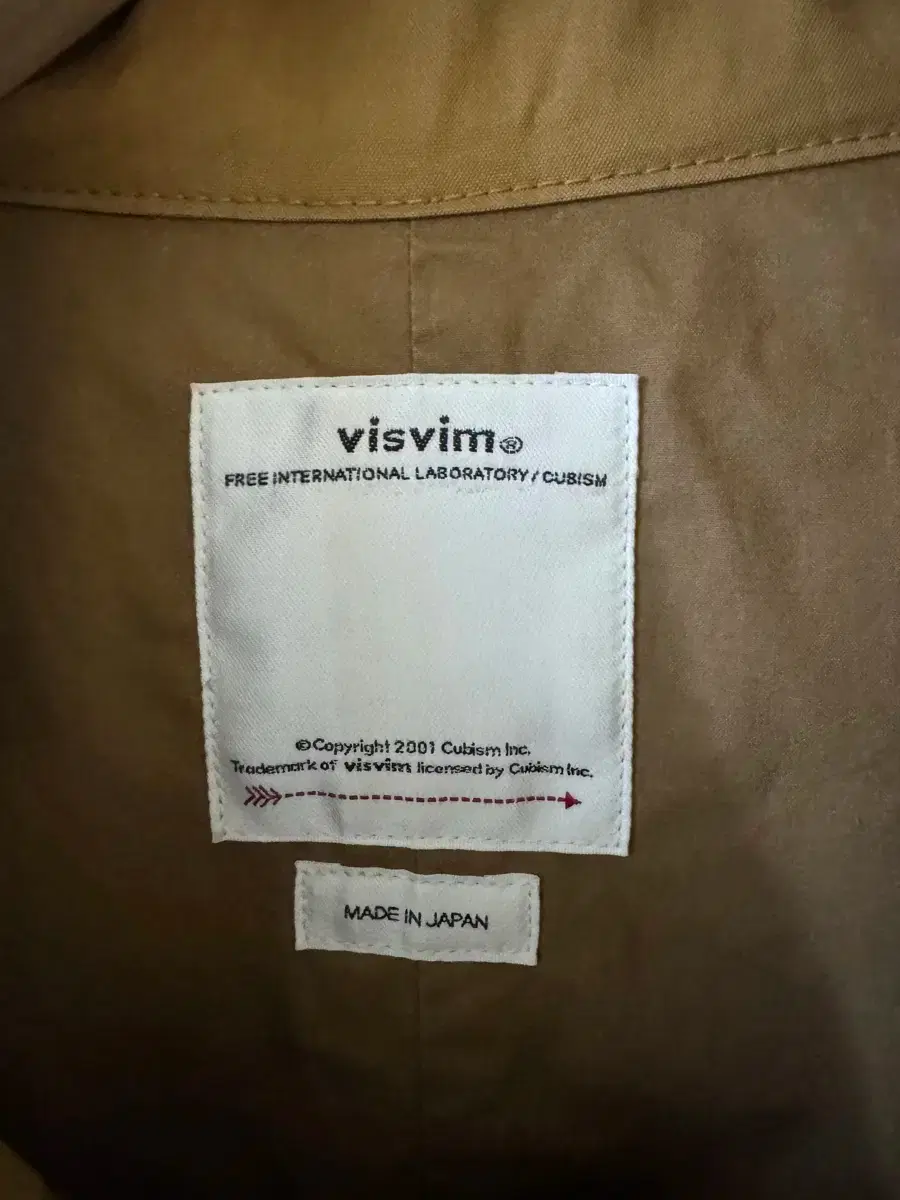 visvim®
FREE INTERNATIONAL LABORATORY / CUBISM
©Copyright 2001 Cubism Inc.
Trademark of visvim licensed by Cubism Inc.
MADE IN JAPAN